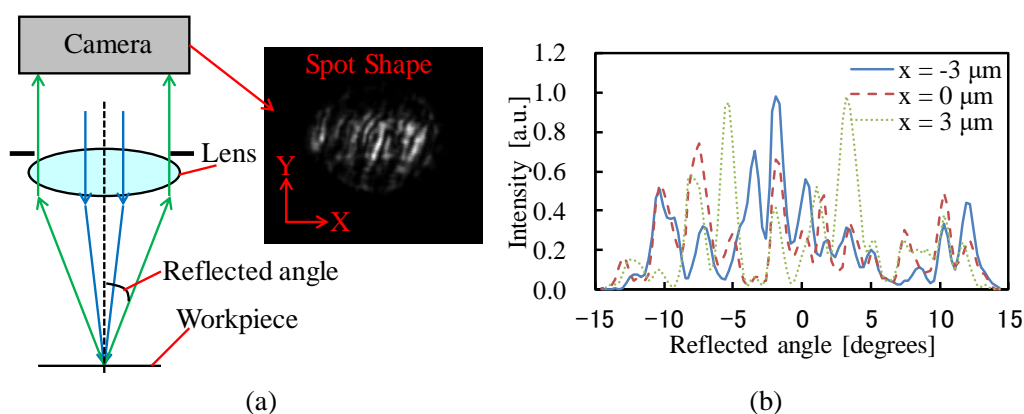 Camera
Spot Shape
Y
X
Lens
Reflected angle
Workpiece
(a)
Intensity [a.u.]
1.2
1.0
0.8
0.6
0.4
0.2
0.0
x = -3 μm
x = 0 μm
x = 3 μm
−15 −10 −5 0 5 10 15
Reflected angle [degrees]
(b)